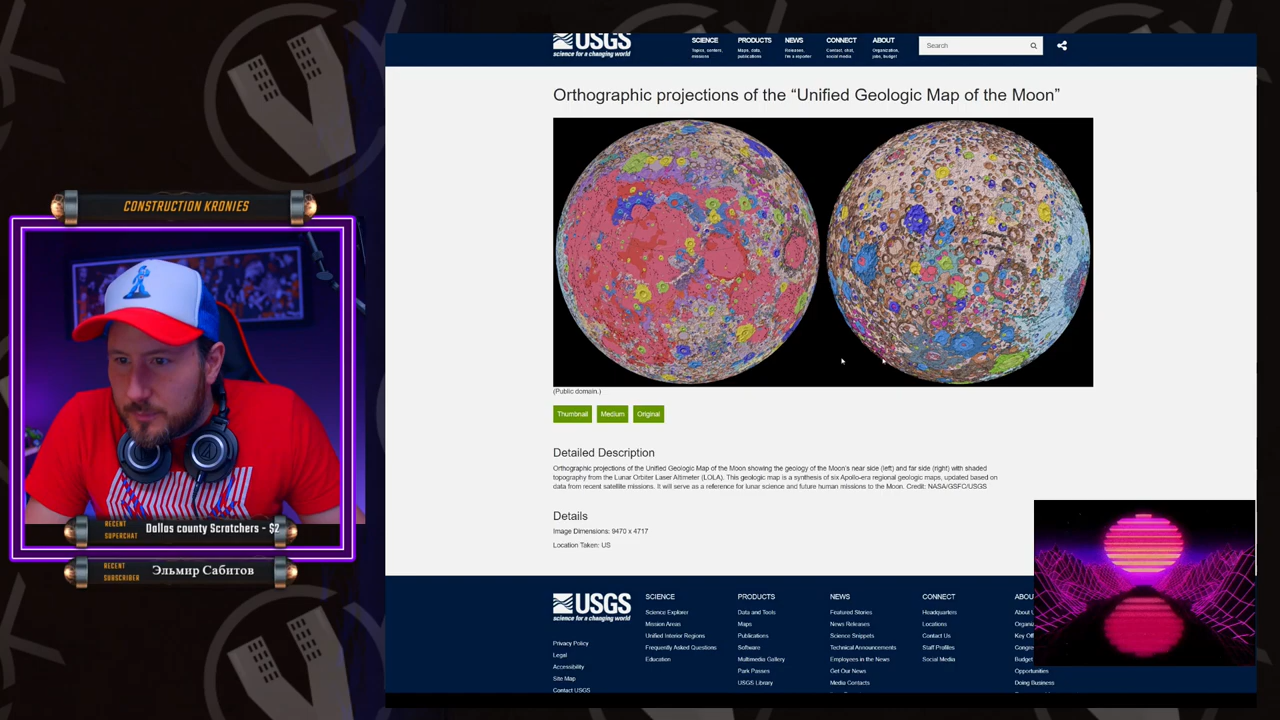 USGS
science for a changing world
SCIENCE
Topics, centers,
missions
PRODUCTS
Maps, data,
publications
NEWS
Releases,
I'm a reporter
CONNECT
Contact, chat,
social media
ABOUT
Organization,
jobs, budget
Search
Orthographic projections of the “Unified Geologic Map of the Moon”
(Public domain.)
Thumbnail
Medium
Original
Detailed Description
Orthographic projections of the Unified Geologic Map of the Moon showing the geology of the Moon's near side (left) and far side (right) with shaded
topography from the Lunar Orbiter Laser Altimeter (LOLA). This geologic map is a synthesis of six Apollo-era regional geologic maps, updated based on
data from recent satellite missions. It will serve as a reference for lunar science and future human missions to the Moon. Credit: NASA/GSFC/USGS
Details
Image Dimensions: 9470 x 4717
Location Taken: US
CONSTRUCTION KRONIES
RECENT
SUPERCHAT
Dallas county Scratchers - $2
RECENT
SUBSCRIBER
Эльмир Сабитов
USGS
science for a changing world
Privacy Policy
Legal
Accessibility
Site Map
Contact USGS
SCIENCE
Science Explorer
Mission Areas
Unified Interior Regions
Frequently Asked Questions
Education
PRODUCTS
Data and Tools
Maps
Publications
Software
Multimedia Gallery
Park Passes
USGS Library
NEWS
Featured Stories
News Releases
Science Snippets
Technical Announcements
Employees in the News
Get Our News
Media Contacts
CONNECT
Headquarters
Locations
Contact Us
Staff Profiles
Social Media
ABOU
About U
Organi
Key Off
Congre
Budget
Opportunities
Doing Business